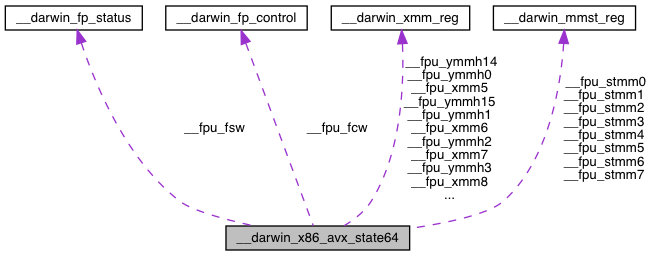 __darwin_fp_status
__darwin_fp_control
__darwin_xmm_reg
__darwin_mmst_reg
__fpu_fsw
__fpu_fcw
__fpu_ymmh14
__fpu_ymmh0
__fpu_xmm5
__fpu_ymmh15
__fpu_ymmh1
__fpu_xmm6
__fpu_ymmh2
__fpu_xmm7
__fpu_ymmh3
__fpu_xmm8
...
__fpu_stmm0
__fpu_stmm1
__fpu_stmm2
__fpu_stmm3
__fpu_stmm4
__fpu_stmm5
__fpu_stmm6
__fpu_stmm7
__darwin_x86_avx_state64